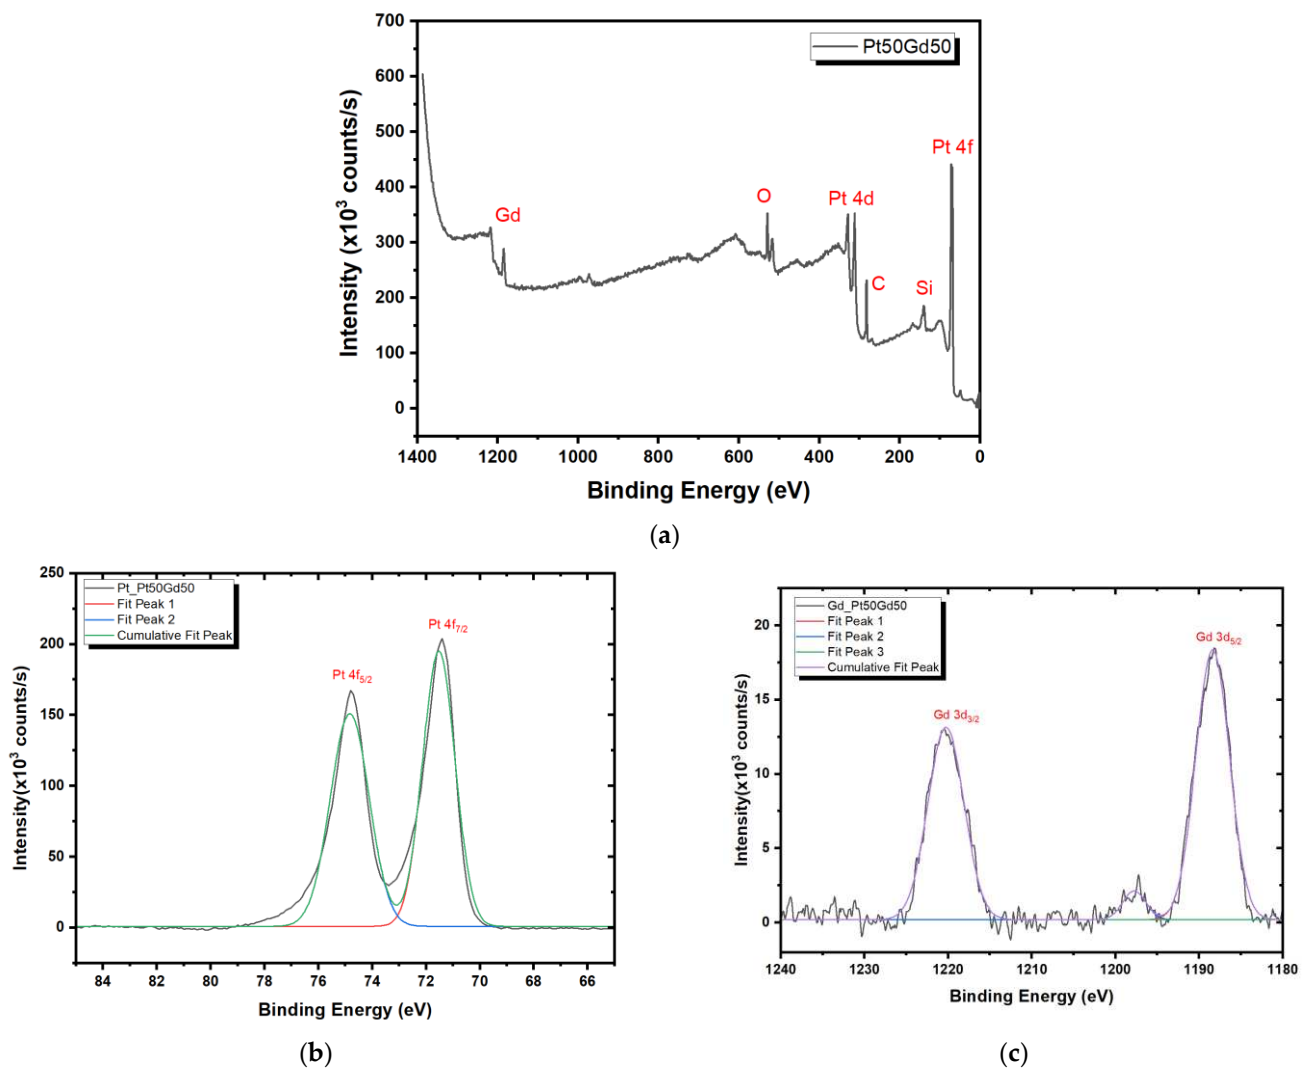 700
600
500
400
300
200
100
0
Intensity (x10³ counts/s)
Pt50Gd50
Gd
O
Pt 4d
C
Si
Pt 4f
1400 1200 1000 800 600 400 200 0
Binding Energy (eV)
(a)
250
200
150
100
50
0
Intensity(x10³ counts/s)
Pt_Pt50Gd50
Fit Peak 1
Fit Peak 2
Cumulative Fit Peak
Pt 4f5/2
Pt 4f7/2
84 82 80 78 76 74 72 70 68 66
Binding Energy (eV)
(b)
20
15
10
5
0
Intensity(x10³ counts/s)
Gd_Pt50Gd50
Fit Peak 1
Fit Peak 2
Fit Peak 3
Cumulative Fit Peak
Gd 3d3/2
Gd 3d5/2
1240 1230 1220 1210 1200 1190 1180
Binding Energy (eV)
(c)